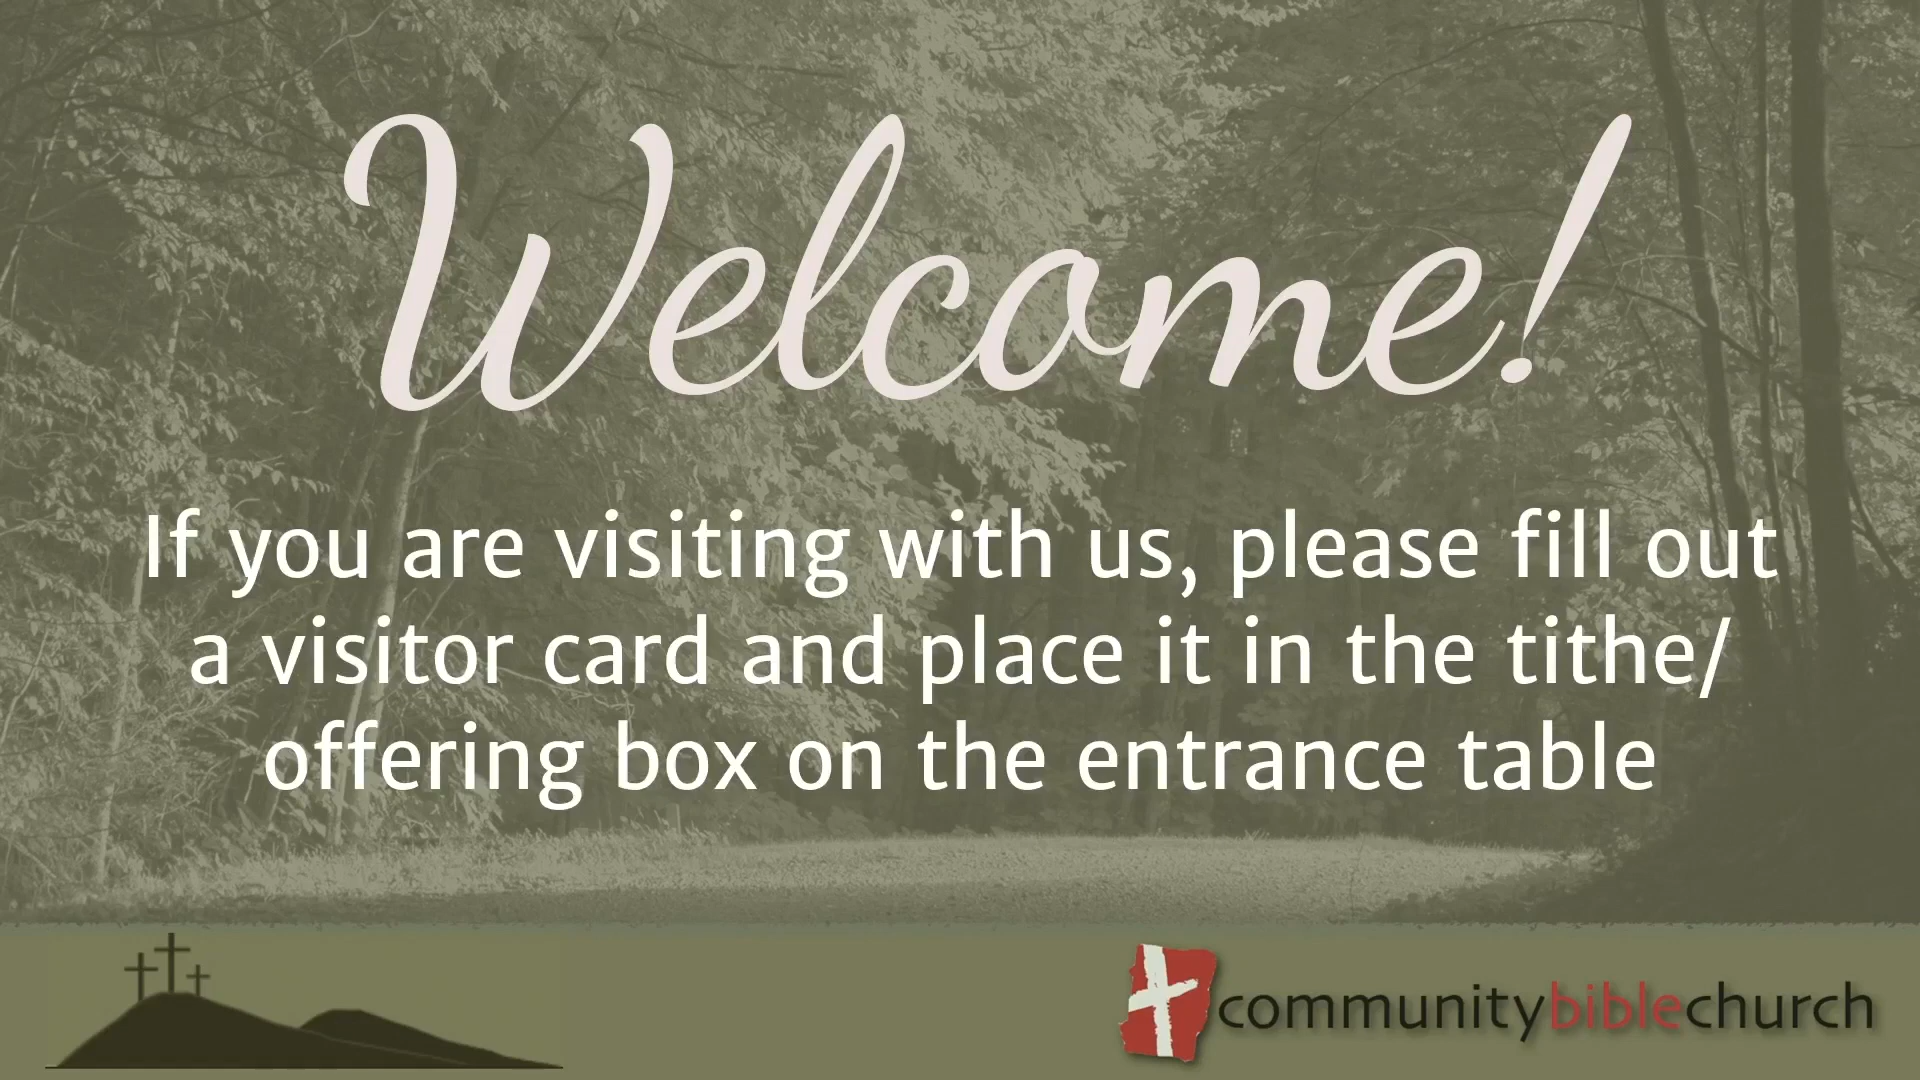 Welcome!
If you are visiting with us, please fill out
a visitor card and place it in the tithe/
offering box on the entrance table
communitybiblechurch